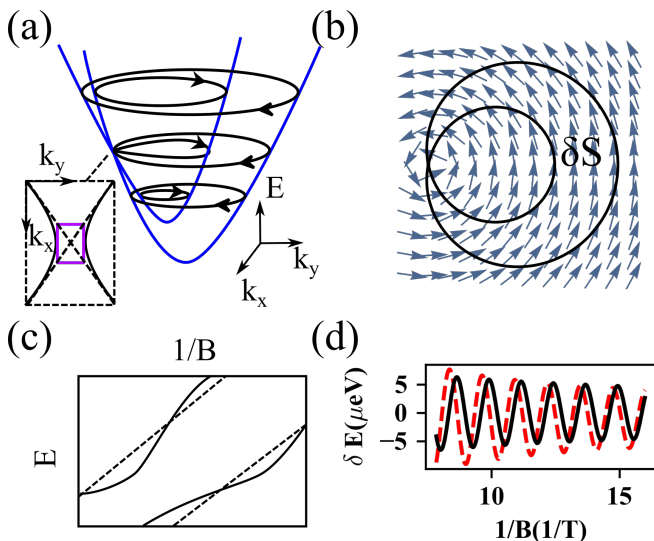 (a)
(b)
k_y
k_x
E
k_y
k_x
δS
(c)
(d)
1/B
E
δ E(μeV)
5
0
−5
10
15
1/B(1/T)